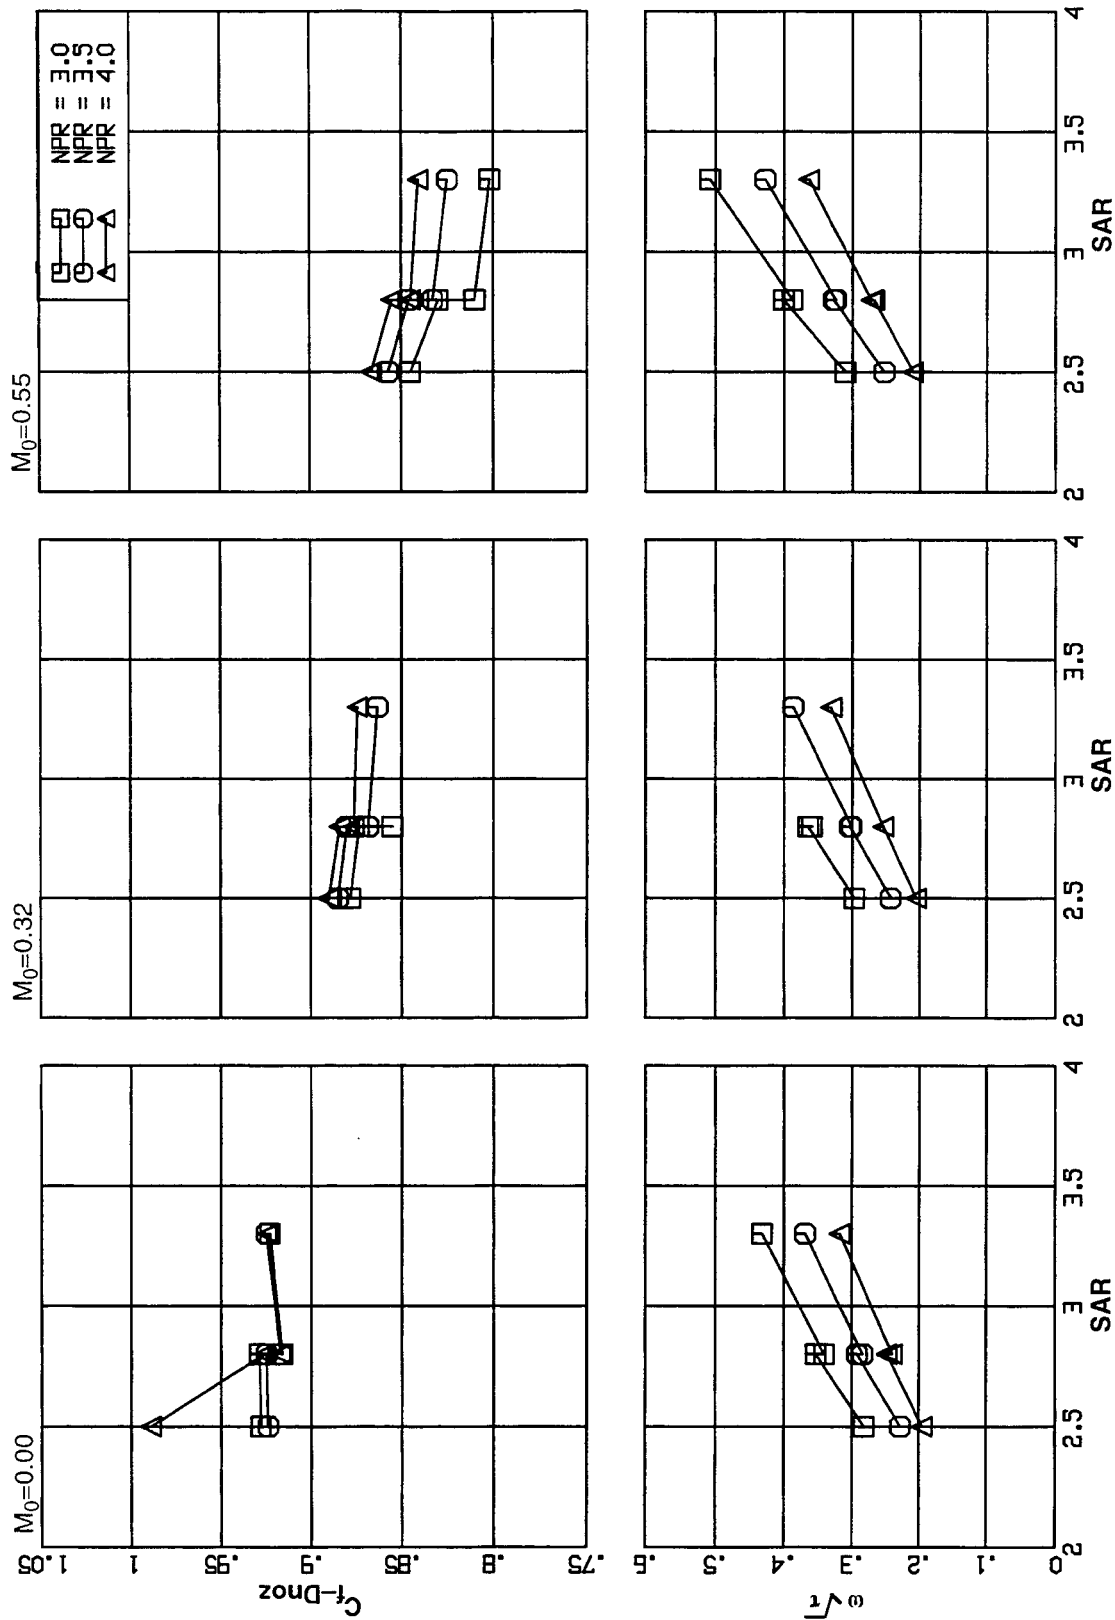 M₀=0.00
M₀=0.32
M₀=0.55
NPR = 3.0
NPR = 3.5
NPR = 4.0
C_f-Dnoz
1.05
1
.95
.9
.85
.8
.75
ω√τ
.6
.5
.4
.3
.2
.1
0
2 2.5 3 3.5 4
SAR
2 2.5 3 3.5 4
SAR
2 2.5 3 3.5 4
SAR